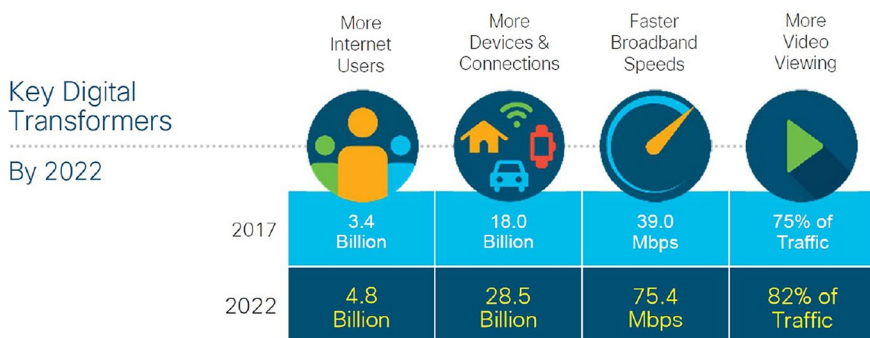 More
Internet
Users
More
Devices &
Connections
Faster
Broadband
Speeds
More
Video
Viewing
Key Digital
Transformers
By 2022
2017
3.4
Billion
18.0
Billion
39.0
Mbps
75% of
Traffic
2022
4.8
Billion
28.5
Billion
75.4
Mbps
82% of
Traffic